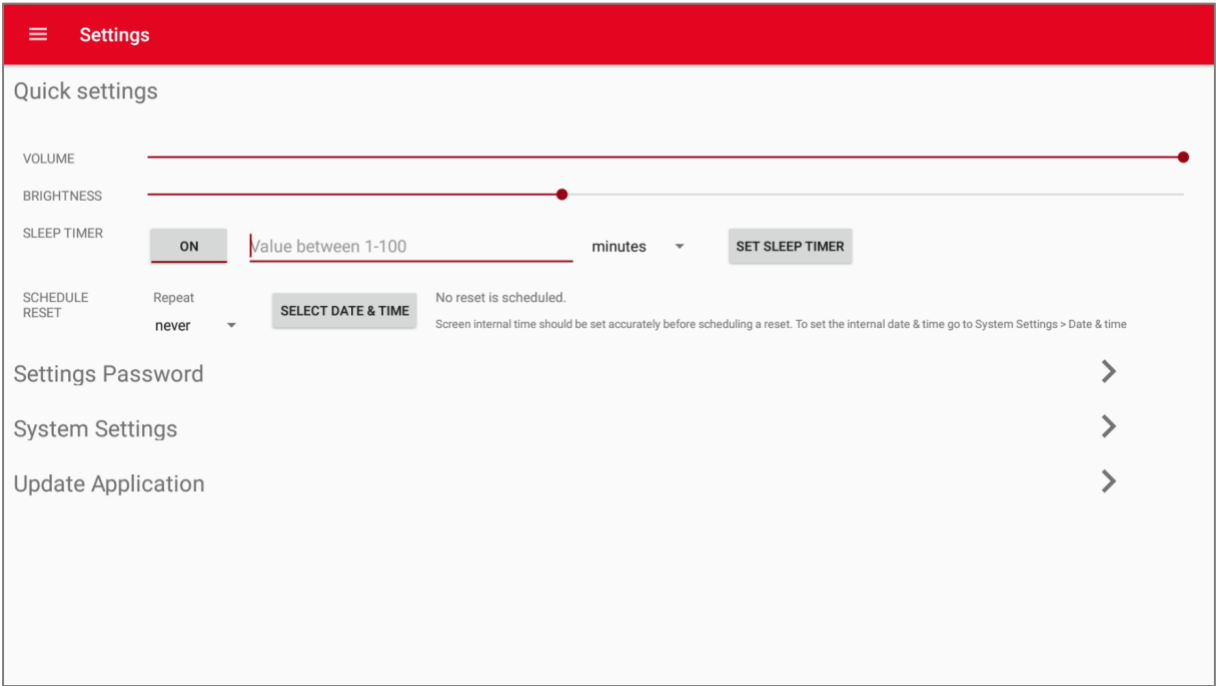 Settings
Quick settings
VOLUME
BRIGHTNESS
SLEEP TIMER
ON
Value between 1-100
minutes
SET SLEEP TIMER
SCHEDULE
RESET
Repeat
never
SELECT DATE & TIME
No reset is scheduled.
Screen internal time should be set accurately before scheduling a reset. To set the internal date & time go to System Settings > Date & time
Settings Password
System Settings
Update Application